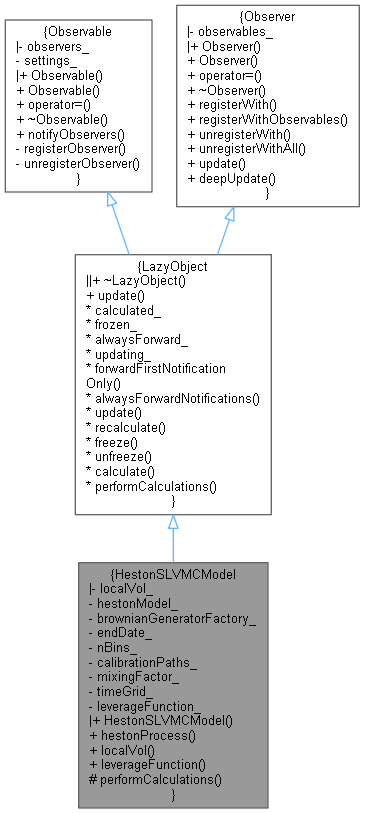 {Observable
|- observers_
- settings_
|+ Observable()
+ Observable()
+ operator=()
+ ~Observable()
+ notifyObservers()
- registerObserver()
- unregisterObserver()
}
{Observer
|- observables_
|+ Observer()
+ Observer()
+ operator=()
+ ~Observer()
+ registerWith()
+ registerWithObservables()
+ unregisterWith()
+ unregisterWithAll()
+ update()
+ deepUpdate()
}
{LazyObject
||+ ~LazyObject()
+ update()
* calculated_
* frozen_
* alwaysForward_
* updating_
* forwardFirstNotification
Only()
* alwaysForwardNotifications()
* update()
* recalculate()
* freeze()
* unfreeze()
* calculate()
* performCalculations()
}
{HestonSLVMCModel
|- localVol_
- hestonModel_
- brownianGeneratorFactory_
- endDate_
- nBins_
- calibrationPaths_
- mixingFactor_
- timeGrid_
- leverageFunction_
|+ HestonSLVMCModel()
+ hestonProcess()
+ localVol()
+ leverageFunction()
# performCalculations()
}